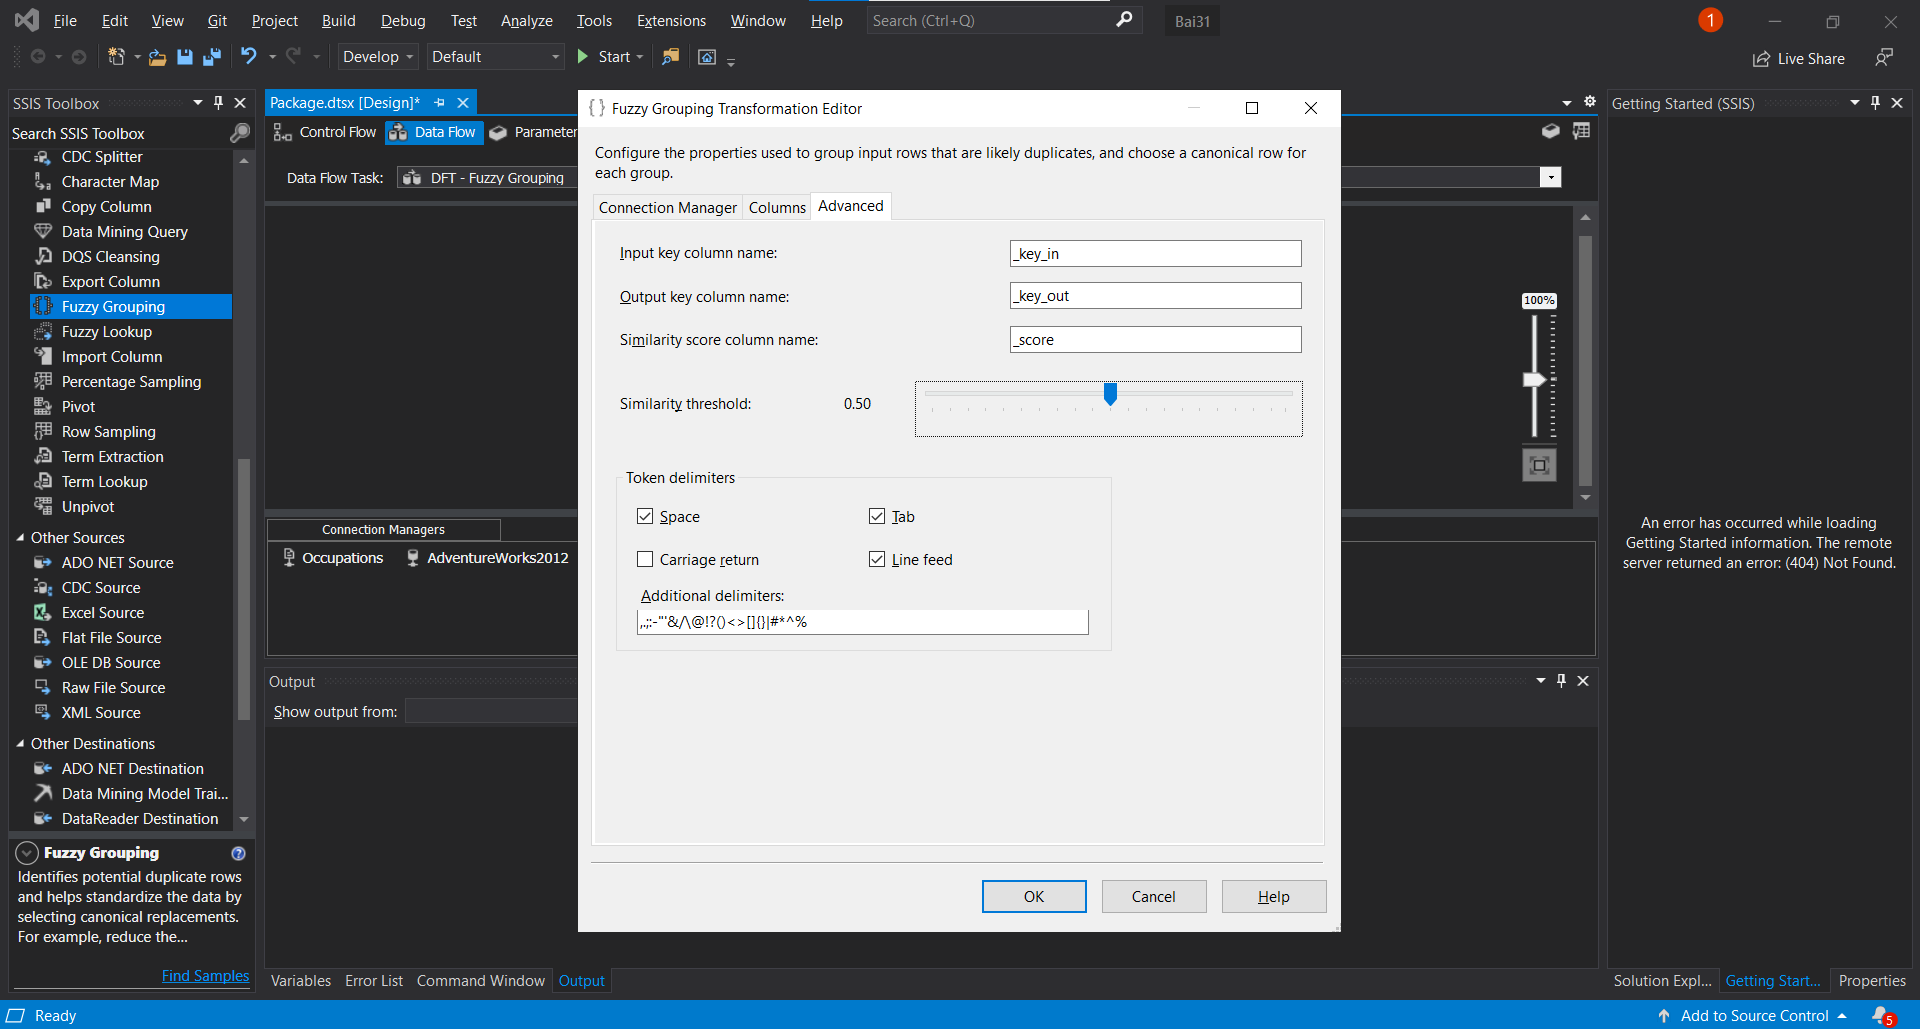 File Edit View Git Project Build Debug Test Analyze Tools Extensions Window Help Search (Ctrl+Q) Bai31 1
Develop Default Start Live Share
SSIS Toolbox
Search SSIS Toolbox
CDC Splitter
Character Map
Copy Column
Data Mining Query
DQS Cleansing
Export Column
Fuzzy Grouping
Fuzzy Lookup
Import Column
Percentage Sampling
Pivot
Row Sampling
Term Extraction
Term Lookup
Unpivot
Other Sources
ADO NET Source
CDC Source
Excel Source
Flat File Source
OLE DB Source
Raw File Source
XML Source
Other Destinations
ADO NET Destination
Data Mining Model Trai...
DataReader Destination
Fuzzy Grouping
Identifies potential duplicate rows
and helps standardize the data by
selecting canonical replacements.
For example, reduce the...
Find Samples
Package.dtsx [Design]*
Control Flow Data Flow Parameter
Data Flow Task: DFT - Fuzzy Grouping
100%
Connection Managers
Occupations AdventureWorks2012
Output
Show output from:
Variables Error List Command Window Output
Fuzzy Grouping Transformation Editor
Configure the properties used to group input rows that are likely duplicates, and choose a canonical row for
each group.
Connection Manager Columns Advanced
Input key column name: _key_in
Output key column name: _key_out
Similarity score column name: _score
Similarity threshold: 0.50
Token delimiters
Space Tab
Carriage return Line feed
Additional delimiters:
,.;:-"'&/\@!?()<>[]{}|#*^%
OK Cancel Help
Getting Started (SSIS)
An error has occurred while loading
Getting Started information. The remote
server returned an error: (404) Not Found.
Solution Expl... Getting Start... Properties
Ready Add to Source Control 5